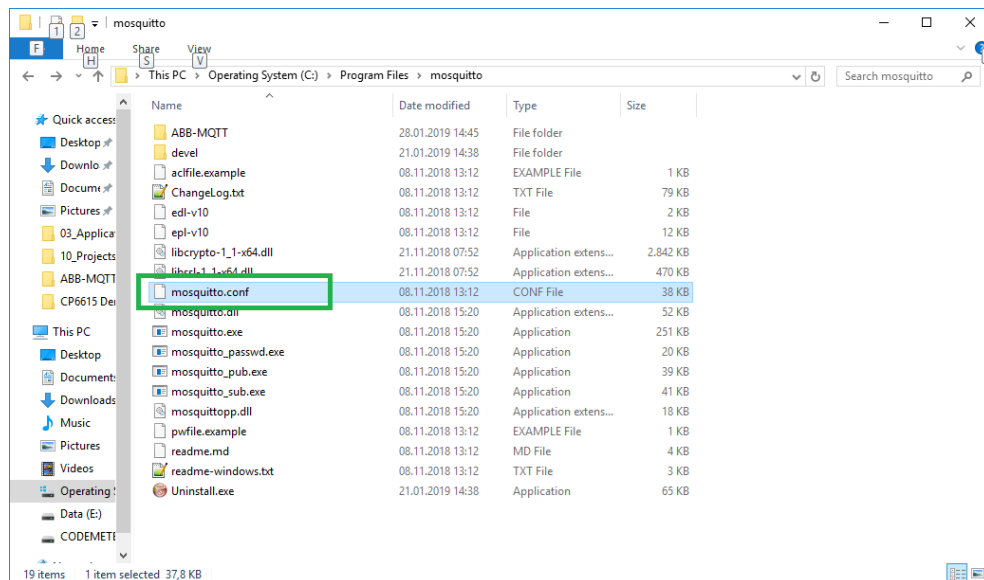 1 2 mosquitto
F Home Share View
H S V
This PC > Operating System (C:) > Program Files > mosquitto Search mosquitto
Name Date modified Type Size
Quick access
Desktop
Downlo
Docume
Pictures
03_Applica
10_Projects
ABB-MQTT
CP6615 De
This PC
Desktop
Document
Downloads
Music
Pictures
Videos
Operating
Data (E:)
CODEMETE
ABB-MQTT 28.01.2019 14:45 File folder
devel 21.01.2019 14:38 File folder
aclfile.example 08.11.2018 13:12 EXAMPLE File 1 KB
ChangeLog.txt 08.11.2018 13:12 TXT File 79 KB
edl-v10 08.11.2018 13:12 File 2 KB
epl-v10 08.11.2018 13:12 File 12 KB
libcrypto-1_1-x64.dll 21.11.2018 07:52 Application extens... 2.842 KB
libssl-1_1-x64.dll 21.11.2018 07:52 Application extens... 470 KB
mosquitto.conf 08.11.2018 13:12 CONF File 38 KB
mosquitto.dll 08.11.2018 15:20 Application extens... 52 KB
mosquitto.exe 08.11.2018 15:20 Application 251 KB
mosquitto_passwd.exe 08.11.2018 15:20 Application 20 KB
mosquitto_pub.exe 08.11.2018 15:20 Application 39 KB
mosquitto_sub.exe 08.11.2018 15:20 Application 41 KB
mosquittopp.dll 08.11.2018 15:20 Application extens... 18 KB
pwfile.example 08.11.2018 13:12 EXAMPLE File 1 KB
readme.md 08.11.2018 13:12 MD File 4 KB
readme-windows.txt 08.11.2018 13:12 TXT File 3 KB
Uninstall.exe 21.01.2019 14:38 Application 65 KB
19 items 1 item selected 37,8 KB